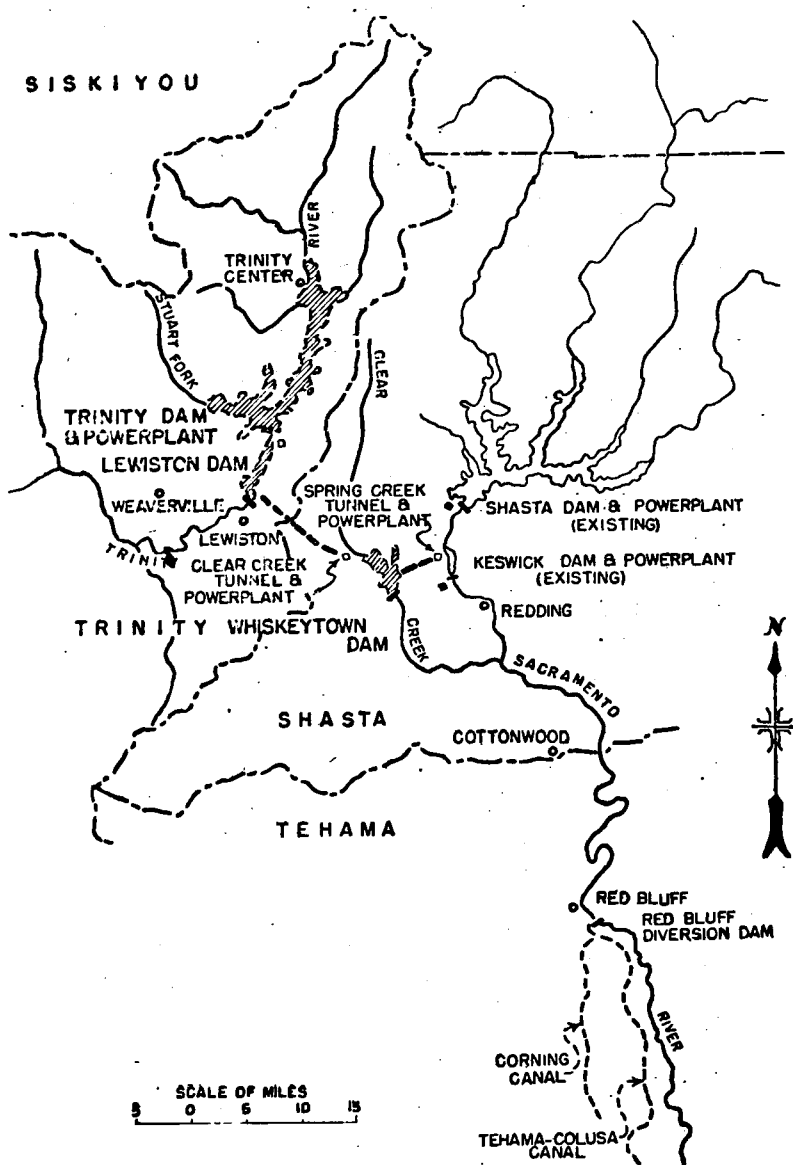 SISKIYOU
RIVER
TRINITY
CENTER
STUART FORK
CLEAR
TRINITY DAM
& POWERPLANT
LEWISTON DAM
SPRING CREEK
TUNNEL &
POWERPLANT
WEAVERVILLE
SHASTA DAM & POWERPLANT
(EXISTING)
LEWISTON
TRINITY
CLEAR CREEK
TUNNEL &
POWERPLANT
KESWICK DAM & POWERPLANT
(EXISTING)
REDDING
TRINITY
WHISKEYTOWN
DAM
CREEK
N
SACRAMENTO
SHASTA
COTTONWOOD
TEHAMA
RED BLUFF
RED BLUFF
DIVERSION DAM
RIVER
CORNING
CANAL
SCALE OF MILES
5 0 5 10 15
TEHAMA-COLUSA
CANAL